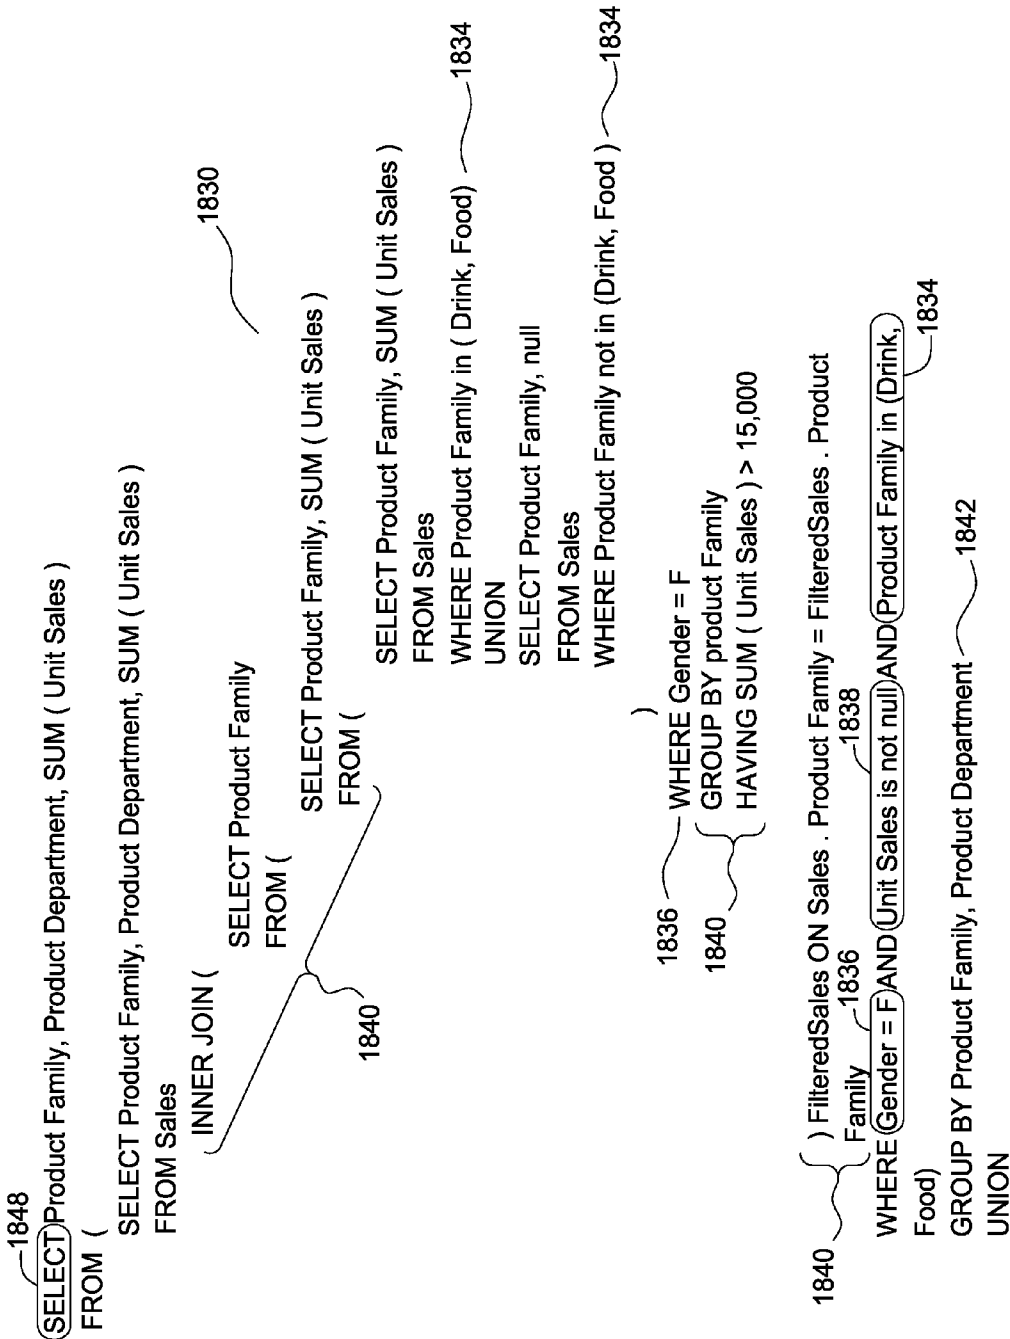 1848
SELECT Product Family, Product Department, SUM ( Unit Sales )
FROM (
SELECT Product Family, Product Department, SUM ( Unit Sales )
FROM Sales
1830
INNER JOIN (
SELECT Product Family
FROM (
1840
SELECT Product Family, SUM ( Unit Sales )
FROM (
SELECT Product Family, SUM ( Unit Sales )
FROM Sales
WHERE Product Family in ( Drink, Food) 1834
UNION
SELECT Product Family, null
FROM Sales
WHERE Product Family not in (Drink, Food ) 1834
)
1836 WHERE Gender = F
1840 GROUP BY product Family
HAVING SUM ( Unit Sales ) > 15,000
1840 ) FilteredSales ON Sales . Product Family = FilteredSales . Product
Family 1836 1838
WHERE Gender = F AND Unit Sales is not null AND Product Family in (Drink,
Food) 1834
GROUP BY Product Family, Product Department 1842
UNION